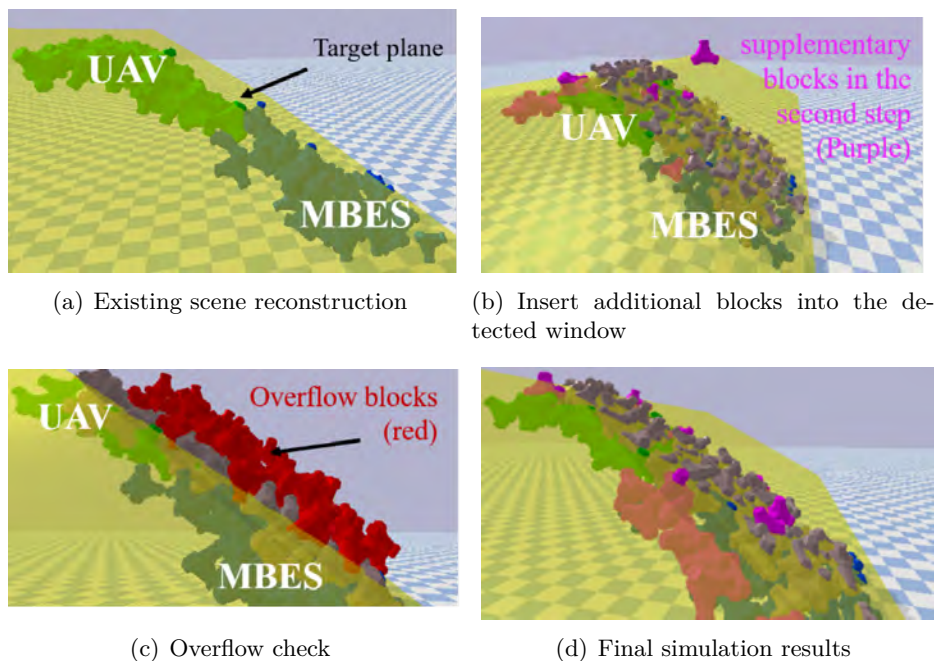 UAV
Target plane
MBES
supplementary
blocks in the
second step
(Purple)
UAV
MBES
(a) Existing scene reconstruction
(b) Insert additional blocks into the de-
tected window
UAV
Overflow blocks
(red)
MBES
(c) Overflow check
(d) Final simulation results